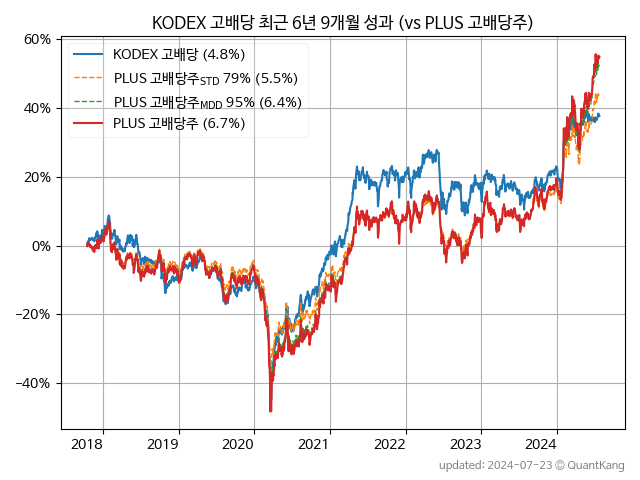 KODEX 고배당 최근 6년 9개월 성과 (vs PLUS 고배당주)
60%
40%
20%
0%
−20%
−40%
KODEX 고배당 (4.8%)
PLUS 고배당주STD 79% (5.5%)
PLUS 고배당주MDD 95% (6.4%)
PLUS 고배당주 (6.7%)
2018 2019 2020 2021 2022 2023 2024
updated: 2024-07-23 © QuantKang